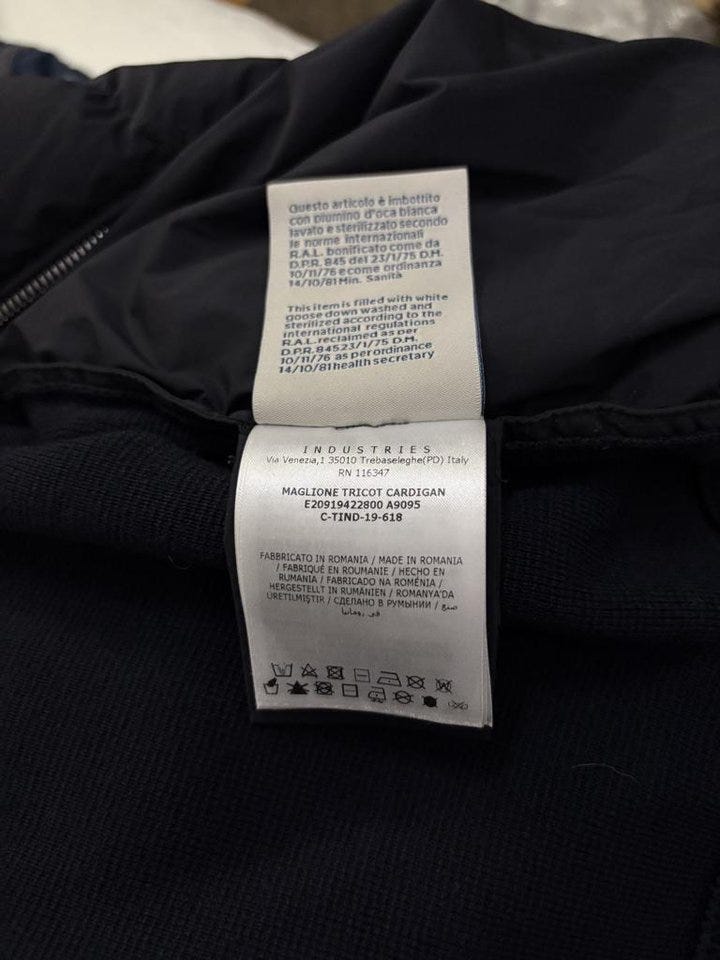 Questo articolo è imbottito
con piumino d'oca bianca
lavato e sterilizzato secondo
le norme internazionali
R.A.L. bonificato come da
D.P.R. 845 del 23/1/75 D.M.
10/11/76 e come ordinanza
14/10/81 Min. Sanità
This item is filled with white
goose down washed and
sterilized according to the
international regulations
R.A.L. reclaimed as per
D.P.R. 84523/1/75 D.M.
10/11/76 as per ordinance
14/10/81 health secretary
INDUSTRIES
Via Venezia,1 35010 Trebaseleghe(PD) Italy
RN 116347
MAGLIONE TRICOT CARDIGAN
E20919422800 A9095
C-TIND-19-618
FABBRICATO IN ROMANIA / MADE IN ROMANIA
/ FABRIQUÉ EN ROUMANIE / HECHO EN
RUMANIA / FABRICADO NA ROMÉNIA /
HERGESTELLT IN RUMÄNIEN / ROMANYA'DA
ÜRETILMIŞTIR / СДЕЛАНО В РУМЫНИИ / صنع
في رومانيا